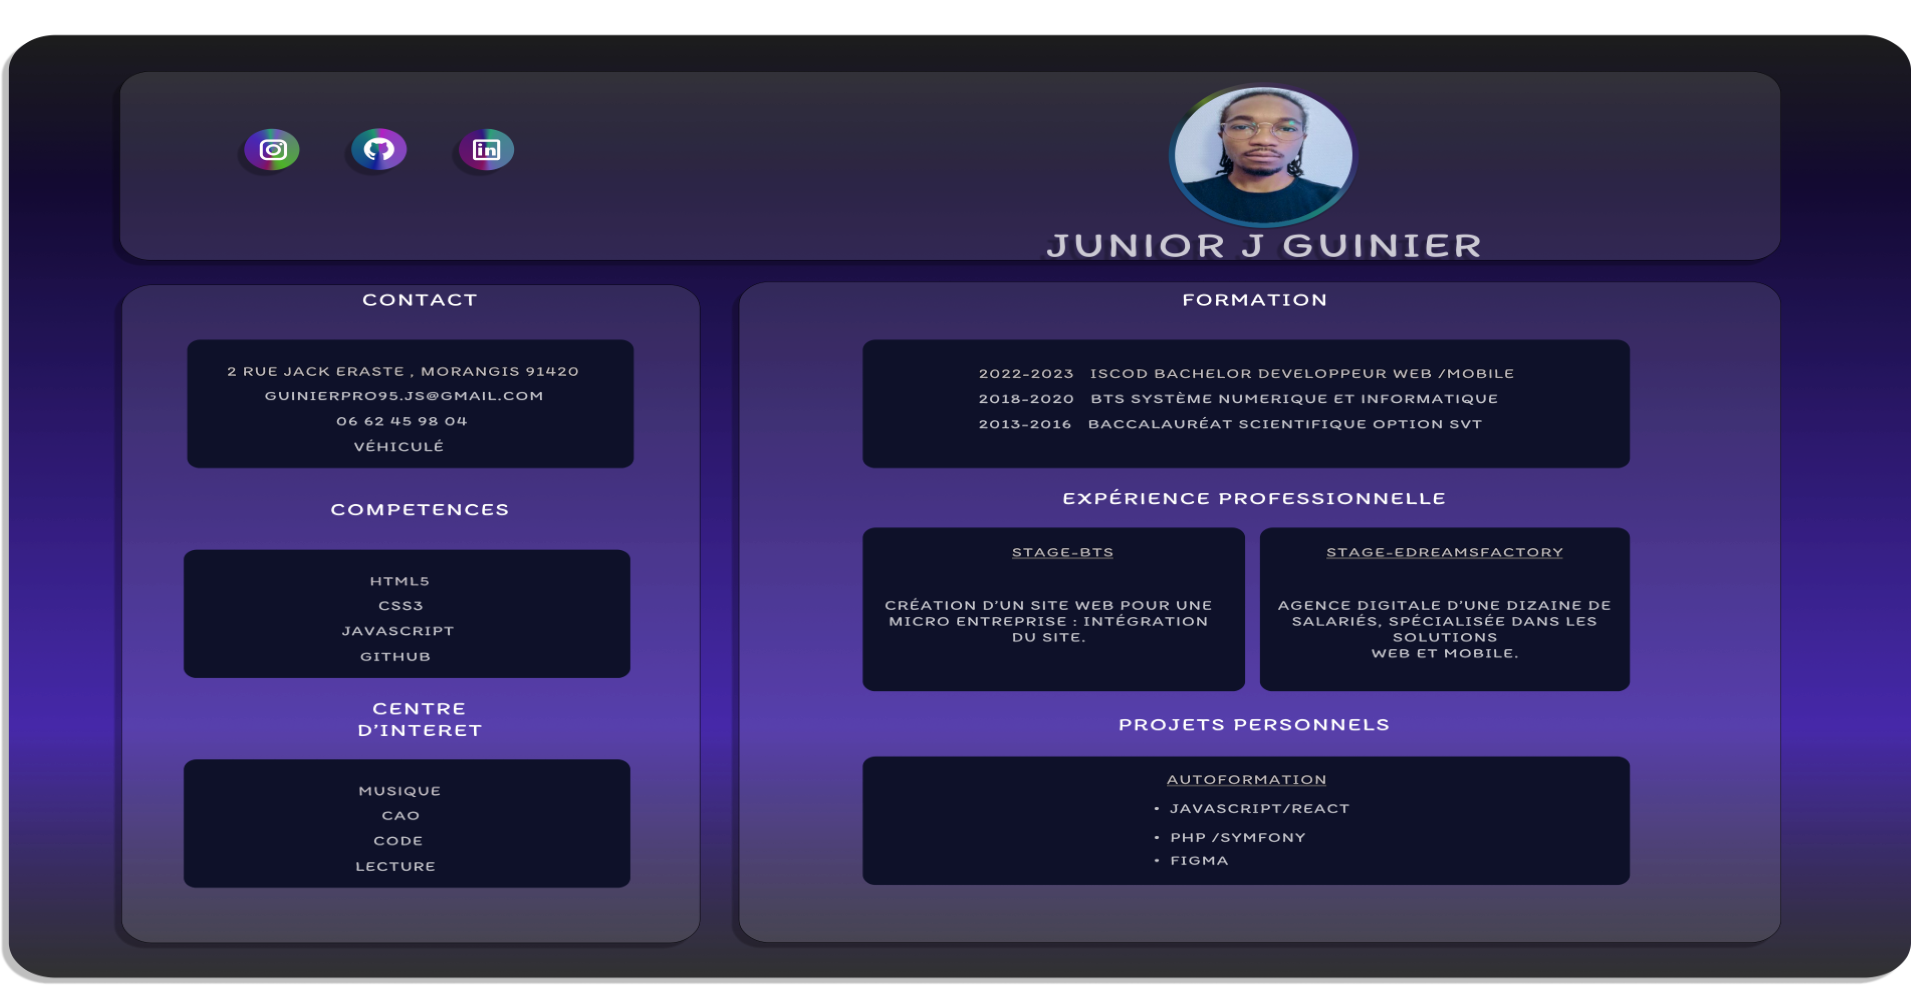 JUNIOR J GUINIER
CONTACT
2 RUE JACK ERASTE , MORANGIS 91420
GUINIERPRO95.JS@GMAIL.COM
06 62 45 98 04
VÉHICULÉ
COMPETENCES
HTML5
CSS3
JAVASCRIPT
GITHUB
CENTRE
D'INTERET
MUSIQUE
CAO
CODE
LECTURE
FORMATION
2022-2023 ISCOD BACHELOR DEVELOPPEUR WEB /MOBILE
2018-2020 BTS SYSTÈME NUMERIQUE ET INFORMATIQUE
2013-2016 BACCALAURÉAT SCIENTIFIQUE OPTION SVT
EXPÉRIENCE PROFESSIONNELLE
STAGE-BTS
CRÉATION D'UN SITE WEB POUR UNE
MICRO ENTREPRISE : INTÉGRATION
DU SITE.
STAGE-EDREAMSFACTORY
AGENCE DIGITALE D'UNE DIZAINE DE
SALARIÉS, SPÉCIALISÉE DANS LES
SOLUTIONS
WEB ET MOBILE.
PROJETS PERSONNELS
AUTOFORMATION
• JAVASCRIPT/REACT
• PHP /SYMFONY
• FIGMA